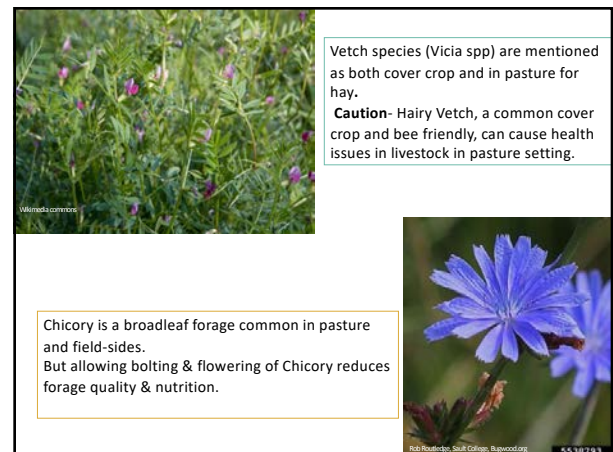 Vetch species (Vicia spp) are mentioned
as both cover crop and in pasture for
hay.
Caution- Hairy Vetch, a common cover
crop and bee friendly, can cause health
issues in livestock in pasture setting.
Wikimedia commons
Chicory is a broadleaf forage common in pasture
and field-sides.
But allowing bolting & flowering of Chicory reduces
forage quality & nutrition.
Rob Routledge, Sault College, Bugwood.org
5538793